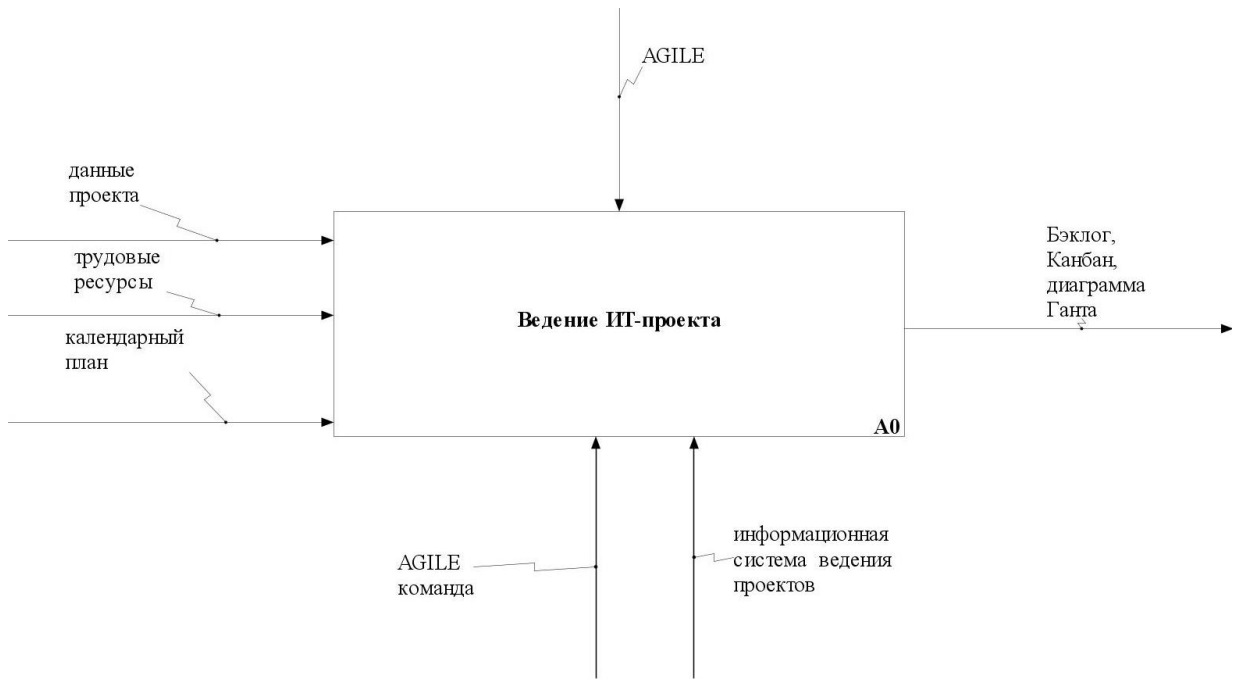 AGILE
данные
проекта
трудовые
ресурсы
календарный
план
Ведение ИТ-проекта
A0
Бэклог,
Канбан,
диаграмма
Ганта
AGILE
команда
информационная
система ведения
проектов